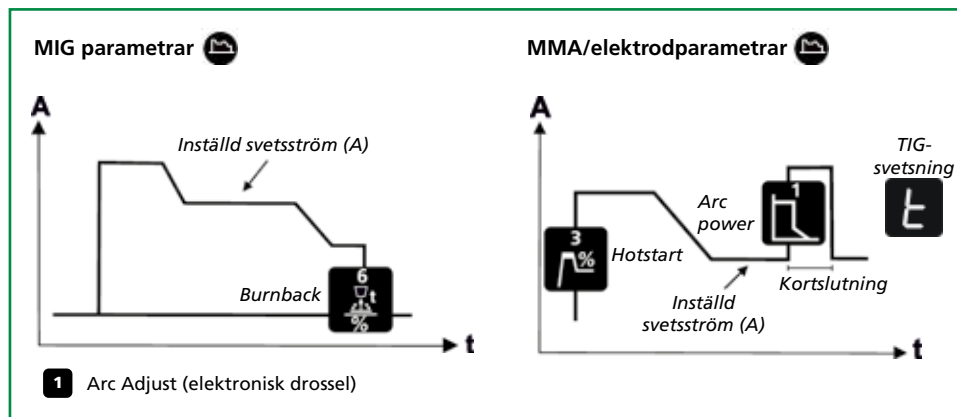 MIG parametrar
A
Inställd svetsström (A)
6
t
%
Burnback
t
1 Arc Adjust (elektronisk drossel)
MMA/elektrodparametrar
A
TIG-
svetsning
t
1
Arc
power
3
%
Hotstart
Kortslutning
Inställd
svetsström (A)
t